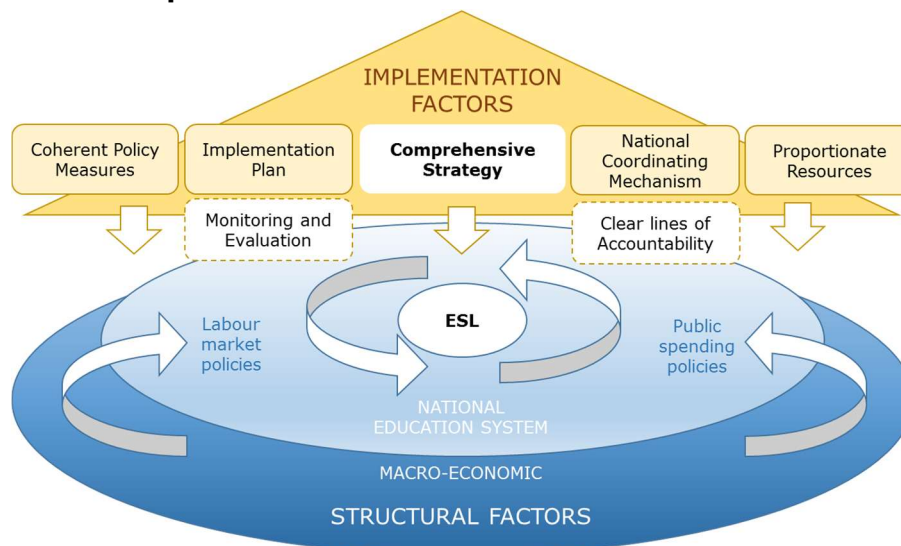 IMPLEMENTATION
FACTORS
Coherent Policy
Measures
Implementation
Plan
Comprehensive
Strategy
National
Coordinating
Mechanism
Proportionate
Resources
Monitoring and
Evaluation
Clear lines of
Accountability
ESL
Labour
market
policies
Public
spending
policies
NATIONAL
EDUCATION SYSTEM
MACRO-ECONOMIC
STRUCTURAL FACTORS